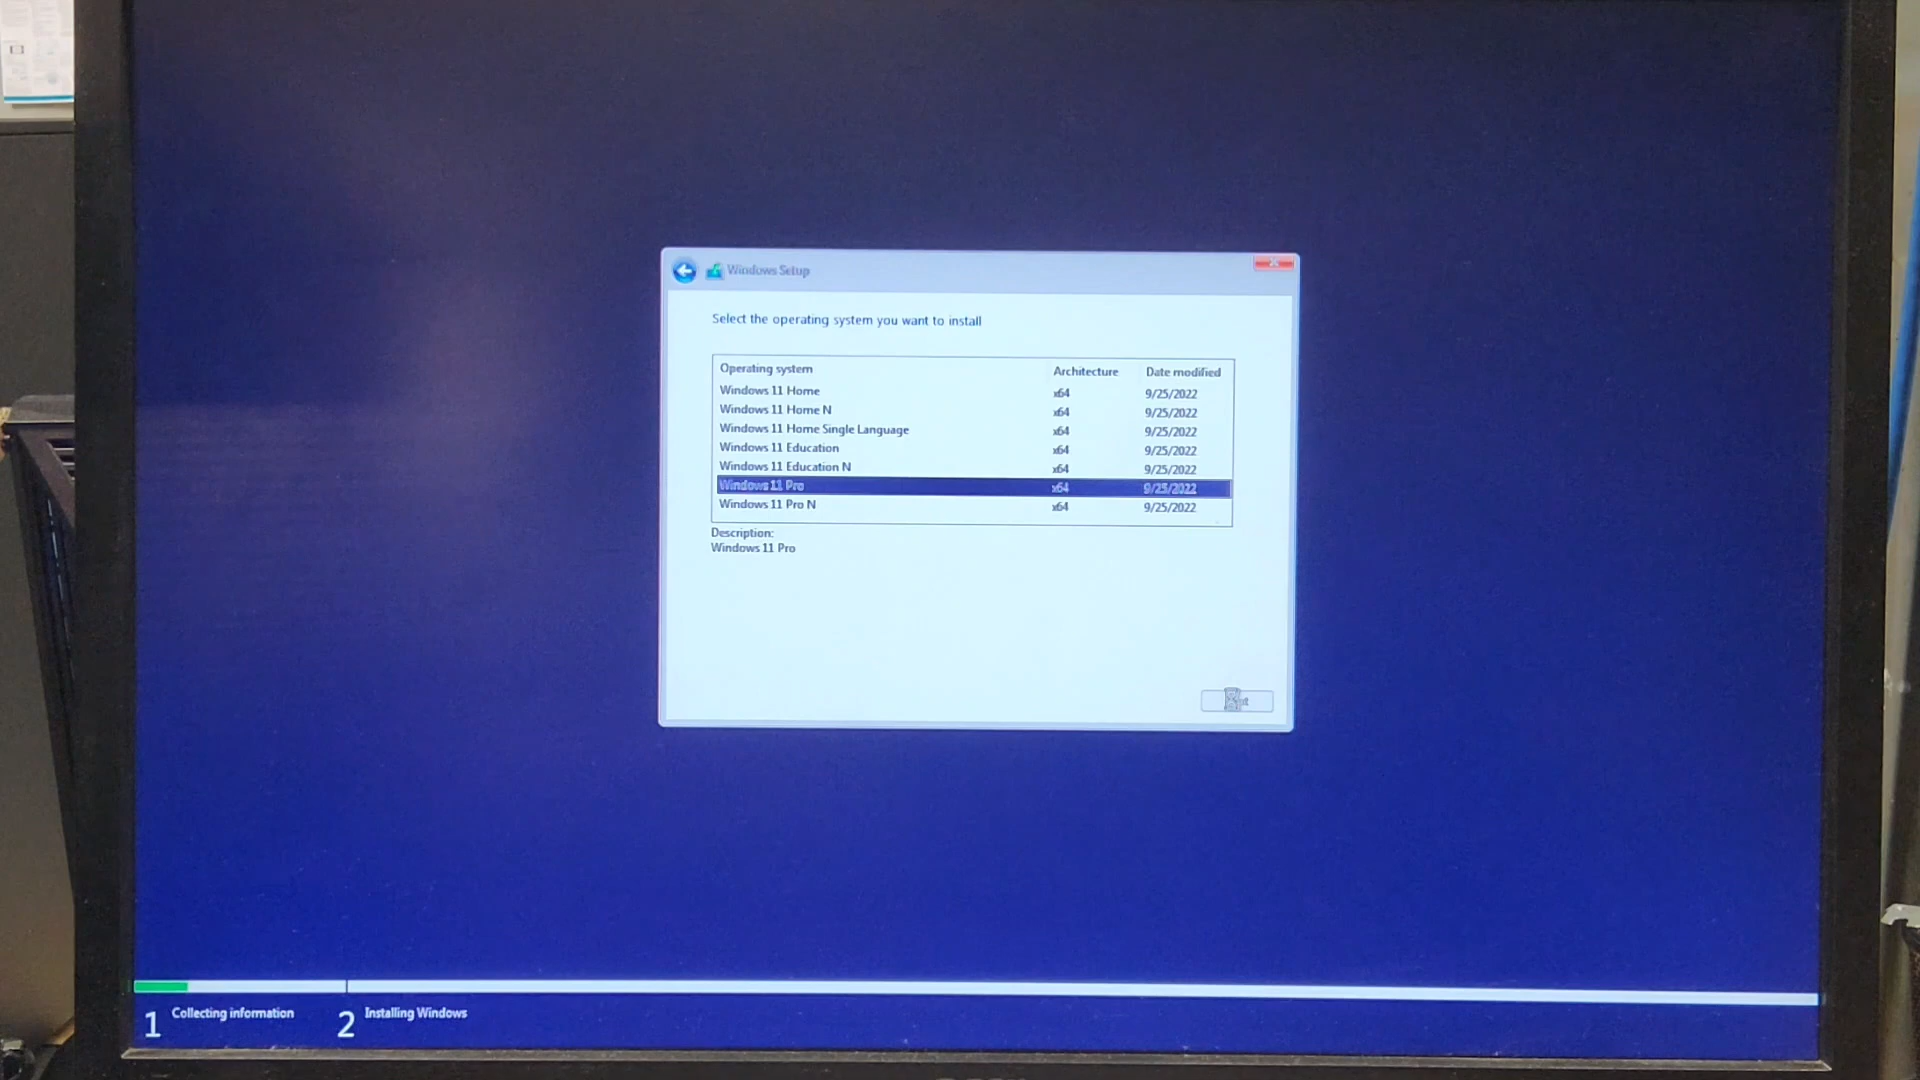 Windows Setup
Select the operating system you want to install
Operating system Architecture Date modified
Windows 11 Home x64 9/25/2022
Windows 11 Home N x64 9/25/2022
Windows 11 Home Single Language x64 9/25/2022
Windows 11 Education x64 9/25/2022
Windows 11 Education N x64 9/25/2022
Windows 11 Pro x64 9/25/2022
Windows 11 Pro N x64 9/25/2022
Description:
Windows 11 Pro
1 Collecting information 2 Installing Windows